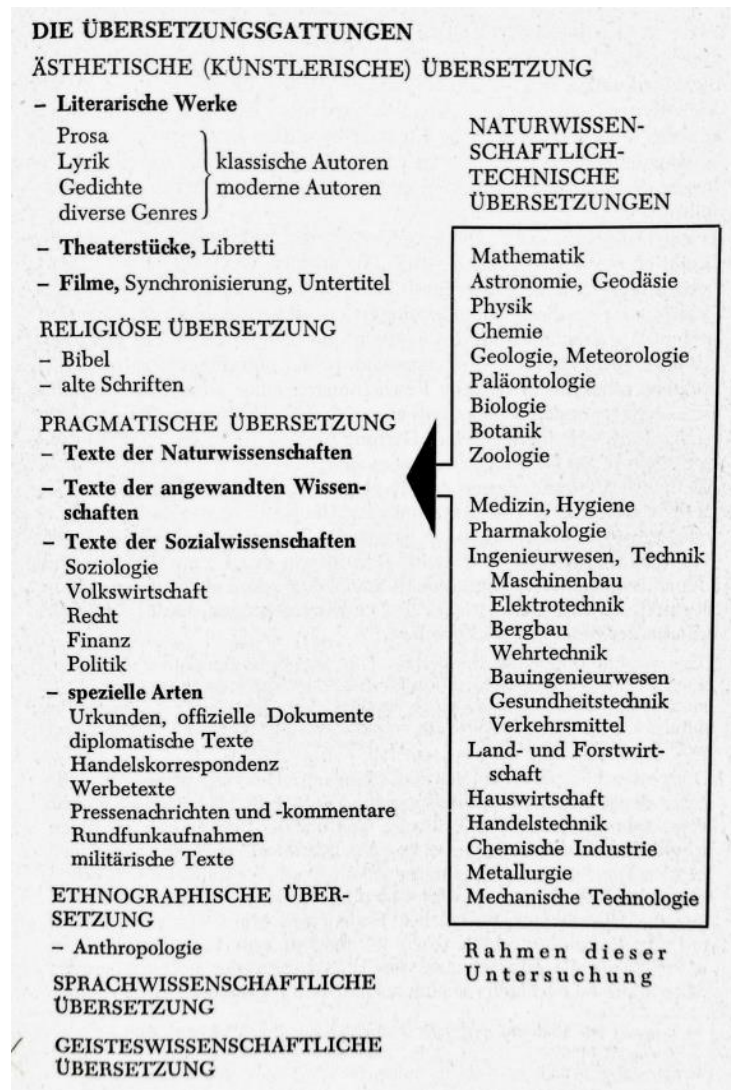 DIE ÜBERSETZUNGSGATTUNGEN
ÄSTHETISCHE (KÜNSTLERISCHE) ÜBERSETZUNG
– Literarische Werke
Prosa
Lyrik
Gedichte
diverse Genres
klassische Autoren
moderne Autoren
– Theaterstücke, Libretti
– Filme, Synchronisierung, Untertitel
RELIGIÖSE ÜBERSETZUNG
– Bibel
– alte Schriften
PRAGMATISCHE ÜBERSETZUNG
– Texte der Naturwissenschaften
– Texte der angewandten Wissen-
schaften
– Texte der Sozialwissenschaften
Soziologie
Volkswirtschaft
Recht
Finanz
Politik
– spezielle Arten
Urkunden, offizielle Dokumente
diplomatische Texte
Handelskorrespondenz
Werbetexte
Pressenachrichten und -kommentare
Rundfunkaufnahmen
militärische Texte
ETHNOGRAPHISCHE ÜBER-
SETZUNG
– Anthropologie
SPRACHWISSENSCHAFTLICHE
ÜBERSETZUNG
GEISTESWISSENSCHAFTLICHE
ÜBERSETZUNG
NATURWISSEN-
SCHAFTLICH-
TECHNISCHE
ÜBERSETZUNGEN
Mathematik
Astronomie, Geodäsie
Physik
Chemie
Geologie, Meteorologie
Paläontologie
Biologie
Botanik
Zoologie
Medizin, Hygiene
Pharmakologie
Ingenieurwesen, Technik
Maschinenbau
Elektrotechnik
Bergbau
Wehrtechnik
Bauingenieurwesen
Gesundheitstechnik
Verkehrsmittel
Land- und Forstwirt-
schaft
Hauswirtschaft
Handelstechnik
Chemische Industrie
Metallurgie
Mechanische Technologie
Rahmen dieser
Untersuchung